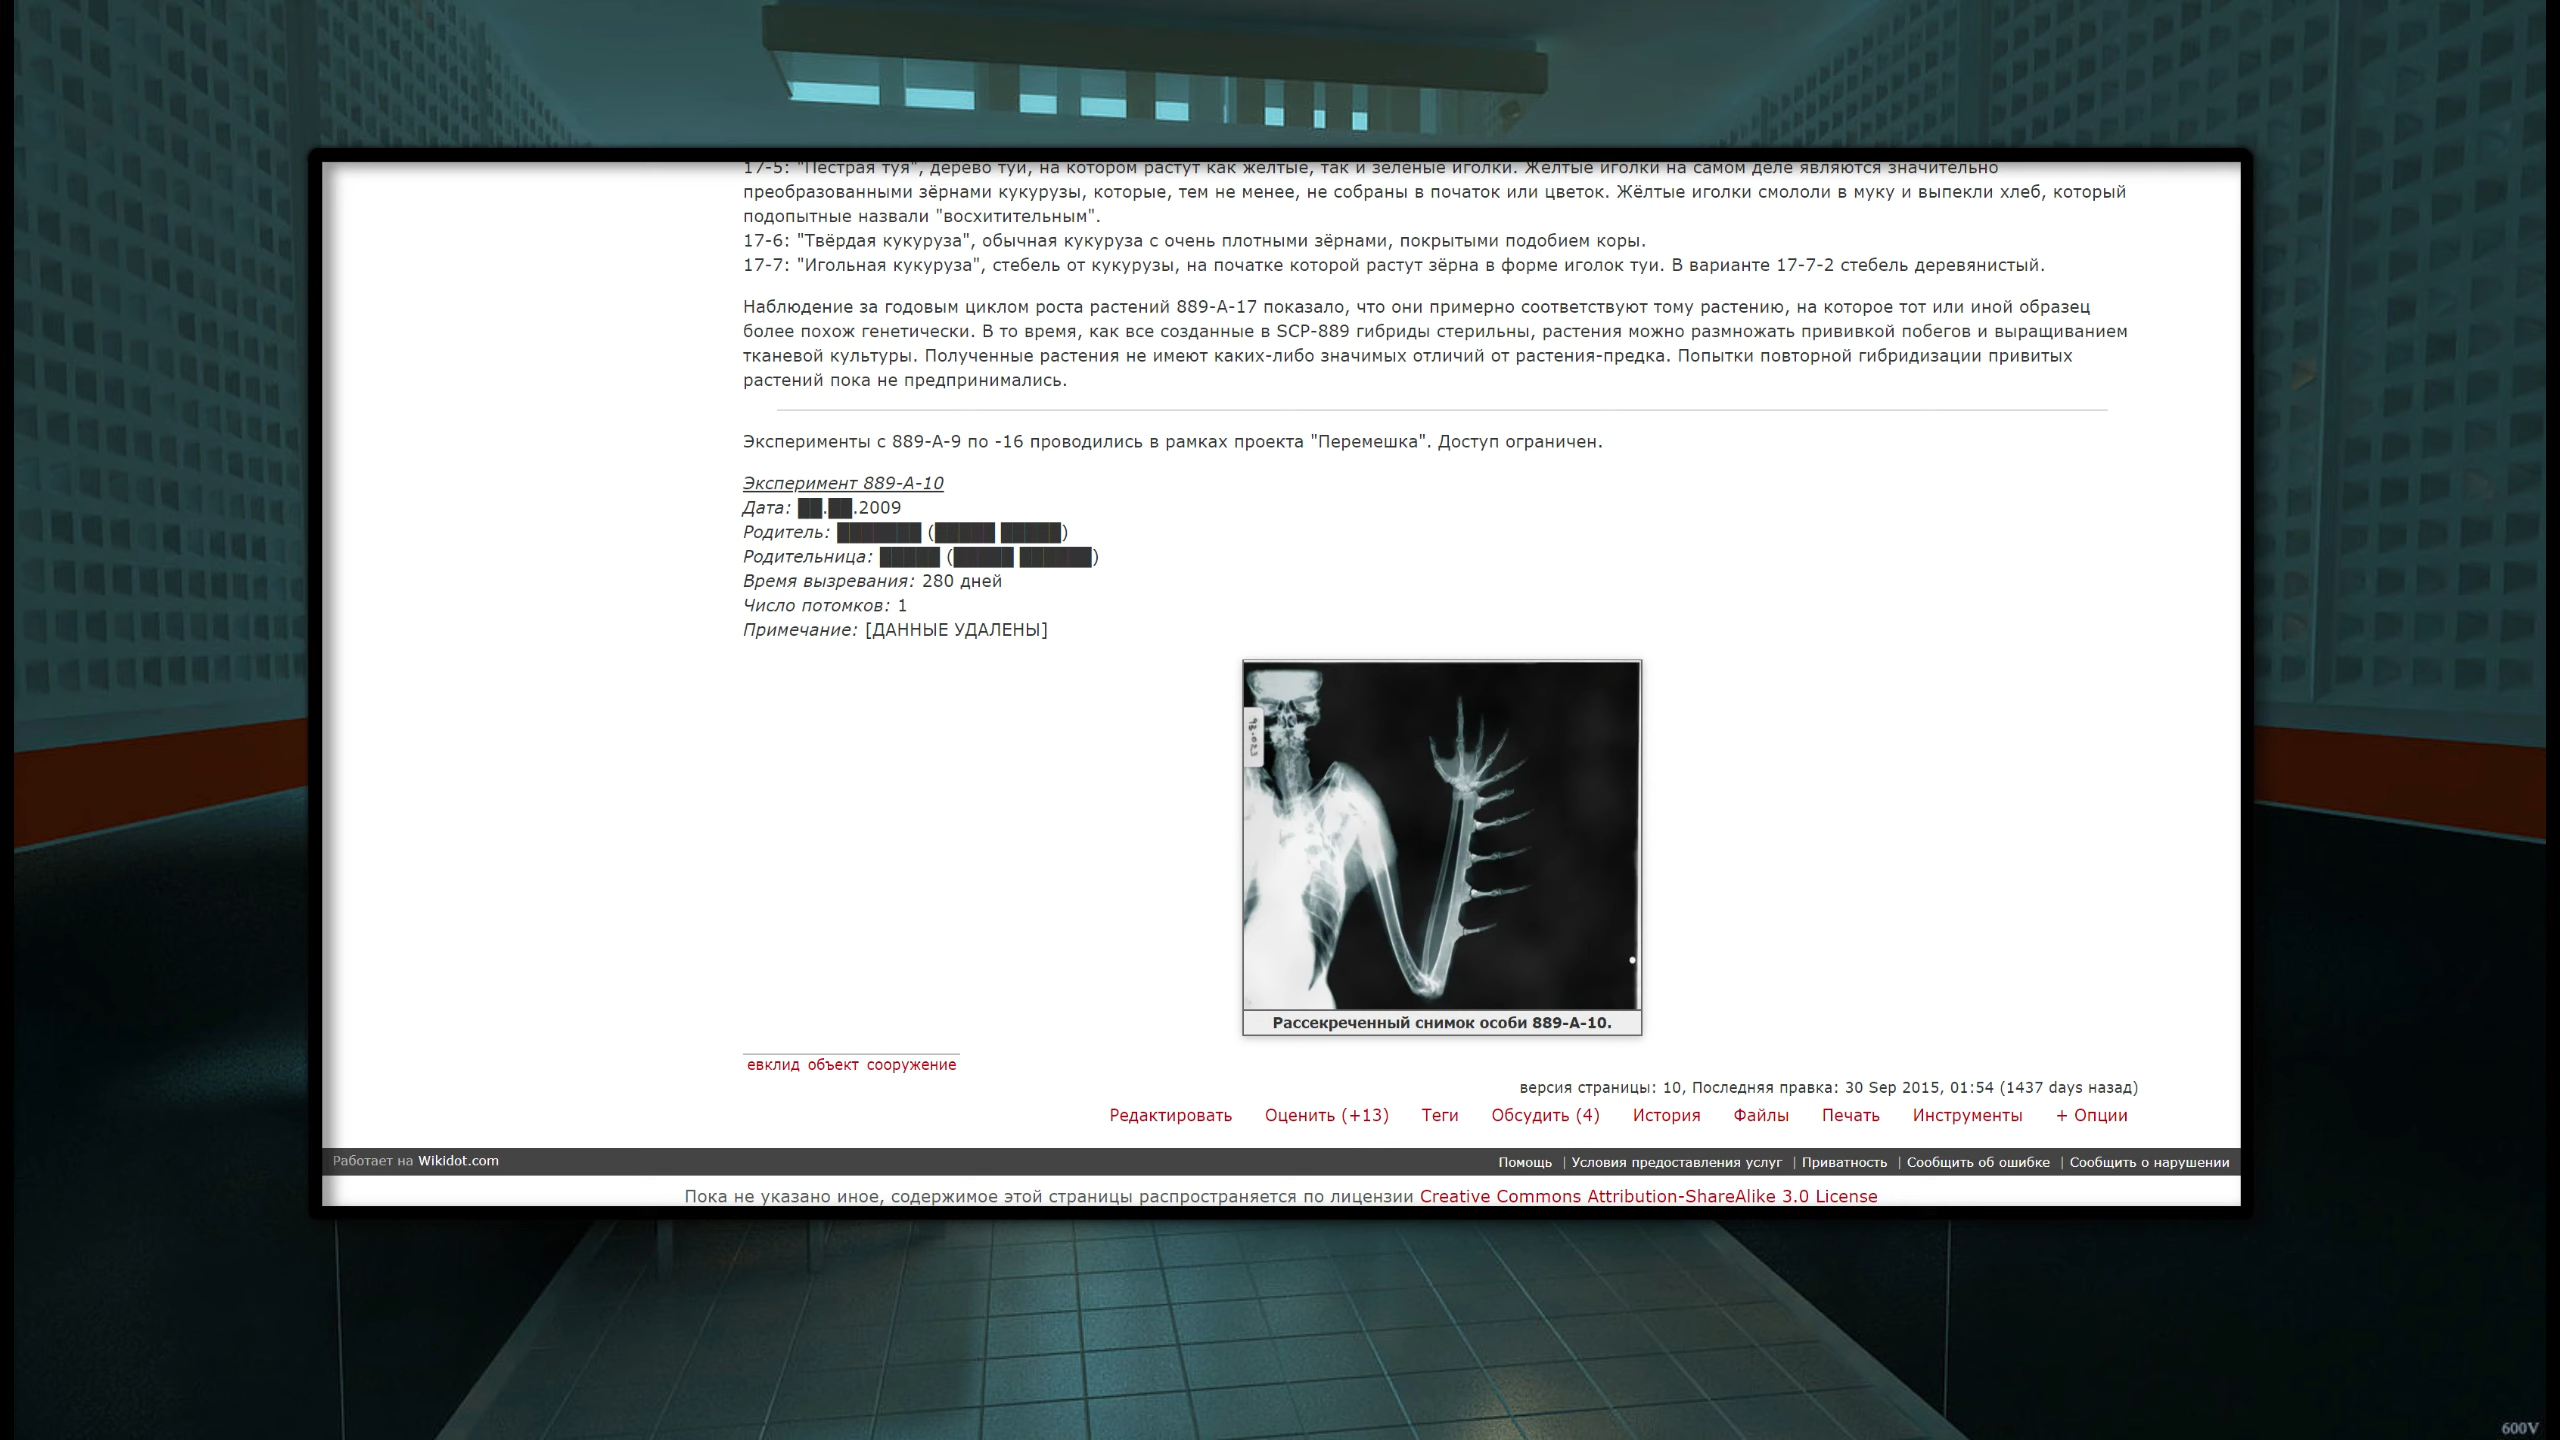 17-5: "Пёстрая туя", дерево туи, на котором растут как жёлтые, так и зелёные иголки. Жёлтые иголки на самом деле являются значительно
преобразованными зёрнами кукурузы, которые, тем не менее, не собраны в початок или цветок. Жёлтые иголки смололи в муку и выпекли хлеб, который
подопытные назвали "восхитительным".
17-6: "Твёрдая кукуруза", обычная кукуруза с очень плотными зёрнами, покрытыми подобием коры.
17-7: "Игольная кукуруза", стебель от кукурузы, на початке которой растут зёрна в форме иголок туи. В варианте 17-7-2 стебель деревянистый.
Наблюдение за годовым циклом роста растений 889-А-17 показало, что они примерно соответствуют тому растению, на которое тот или иной образец
более похож генетически. В то время, как все созданные в SCP-889 гибриды стерильны, растения можно размножать прививкой побегов и выращиванием
тканевой культуры. Полученные растения не имеют каких-либо значимых отличий от растения-предка. Попытки повторной гибридизации привитых
растений пока не предпринимались.
Эксперименты с 889-А-9 по -16 проводились в рамках проекта "Перемешка". Доступ ограничен.
Эксперимент 889-А-10
Дата: ██.██.2009
Родитель: ███████ (█████ █████)
Родительница: █████ (█████ ██████)
Время вызревания: 280 дней
Число потомков: 1
Примечание: [ДАННЫЕ УДАЛЕНЫ]
98-023
Рассекреченный снимок особи 889-А-10.
евклид объект сооружение
версия страницы: 10, Последняя правка: 30 Sep 2015, 01:54 (1437 days назад)
Редактировать Оценить (+13) Теги Обсудить (4) История Файлы Печать Инструменты + Опции
Работает на Wikidot.com
Помощь | Условия предоставления услуг | Приватность | Сообщить об ошибке | Сообщить о нарушении
Пока не указано иное, содержимое этой страницы распространяется по лицензии Creative Commons Attribution-ShareAlike 3.0 License
600V